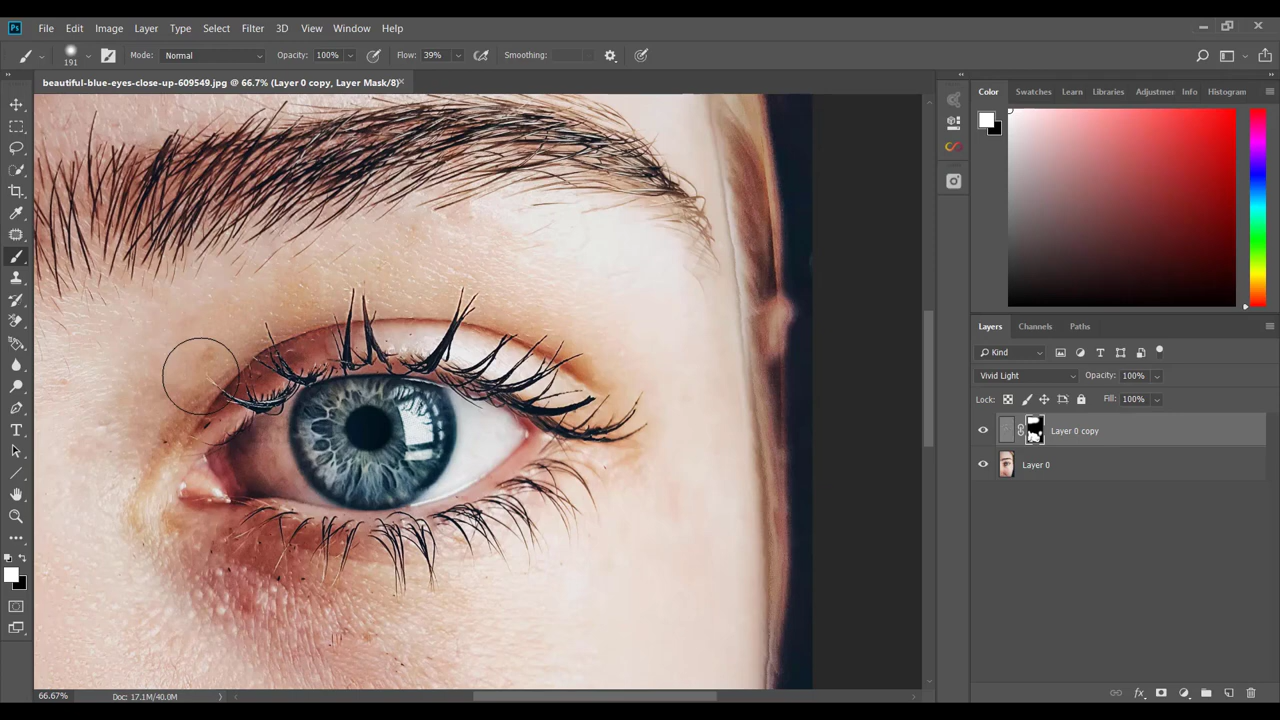 Ps File Edit Image Layer Type Select Filter 3D View Window Help
191 Mode: Normal Opacity: 100% Flow: 39% Smoothing:
beautiful-blue-eyes-close-up-609549.jpg @ 66.7% (Layer 0 copy, Layer Mask/8)
Color Swatches Learn Libraries Adjustmer Info Histogram
Layers Channels Paths
Kind
Vivid Light Opacity: 100%
Lock: Fill: 100%
Layer 0 copy
Layer 0
66.67% Doc: 17.1M/40.0M